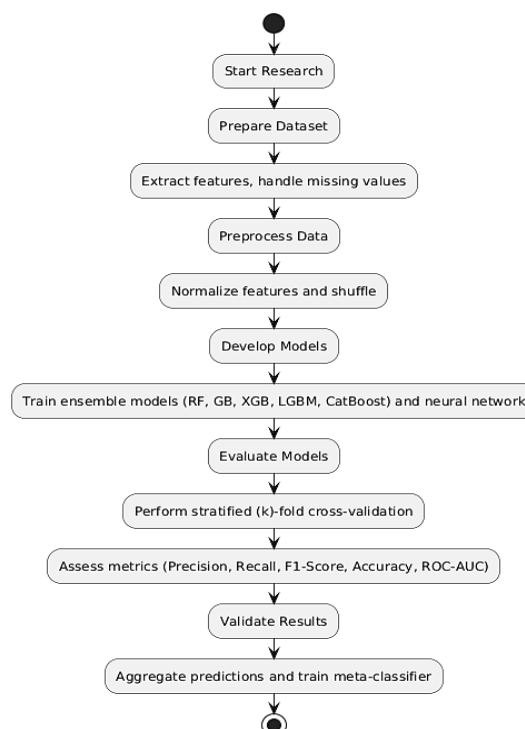 Start Research
Prepare Dataset
Extract features, handle missing values
Preprocess Data
Normalize features and shuffle
Develop Models
Train ensemble models (RF, GB, XGB, LGBM, CatBoost) and neural network
Evaluate Models
Perform stratified (k)-fold cross-validation
Assess metrics (Precision, Recall, F1-Score, Accuracy, ROC-AUC)
Validate Results
Aggregate predictions and train meta-classifier